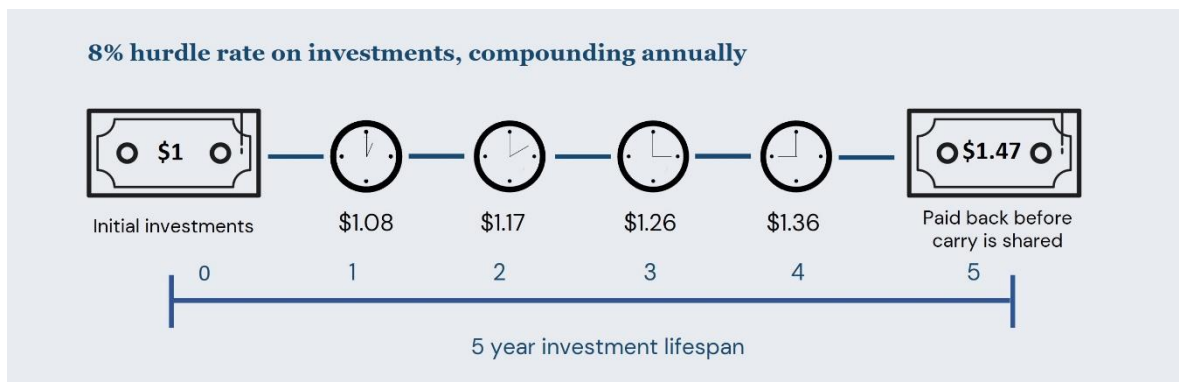 8% hurdle rate on investments, compounding annually
$1
$1.47
Initial investments
$1.08
$1.17
$1.26
$1.36
Paid back before
carry is shared
0
1
2
3
4
5
5 year investment lifespan